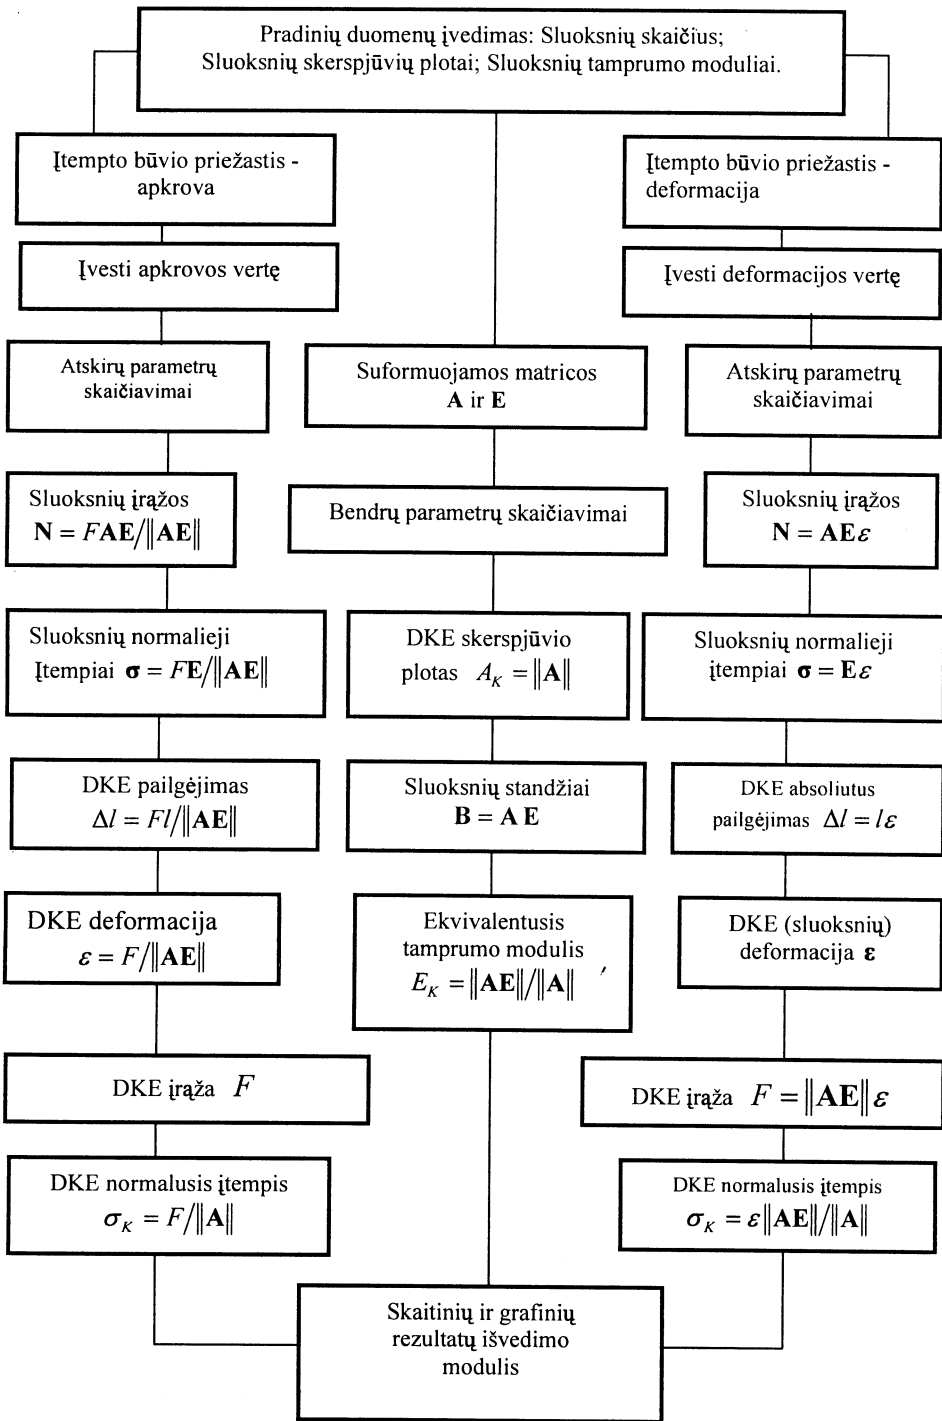 Pradinių duomenų įvedimas: Sluoksnių skaičius;
Sluoksnių skerspjūvių plotai; Sluoksnių tamprumo moduliai.
Įtempto būvio priežastis -
apkrova
Įvesti apkrovos vertę
Atskirų parametrų
skaičiavimai
Sluoksnių įrąžos
N = FAE/‖AE‖
Sluoksnių normalieji
Įtempiai σ = FE/‖AE‖
DKE pailgėjimas
Δl = Fl/‖AE‖
DKE deformacija
ε = F/‖AE‖
DKE įrąža F
DKE normalusis įtempis
σ_K = F/‖A‖
Suformuojamos matricos
A ir E
Bendrų parametrų skaičiavimai
DKE skerspjūvio
plotas A_K = ‖A‖
Sluoksnių standžiai
B = A E
Ekvivalentusis
tamprumo modulis
E_K = ‖AE‖/‖A‖
Įtempto būvio priežastis -
deformacija
Įvesti deformacijos vertę
Atskirų parametrų
skaičiavimai
Sluoksnių įrąžos
N = AEε
Sluoksnių normalieji
įtempiai σ = Eε
DKE absoliutus
pailgėjimas Δl = lε
DKE (sluoksnių)
deformacija ε
DKE įrąža F = ‖AE‖ε
DKE normalusis įtempis
σ_K = ε‖AE‖/‖A‖
Skaitinių ir grafinių
rezultatų išvedimo
modulis